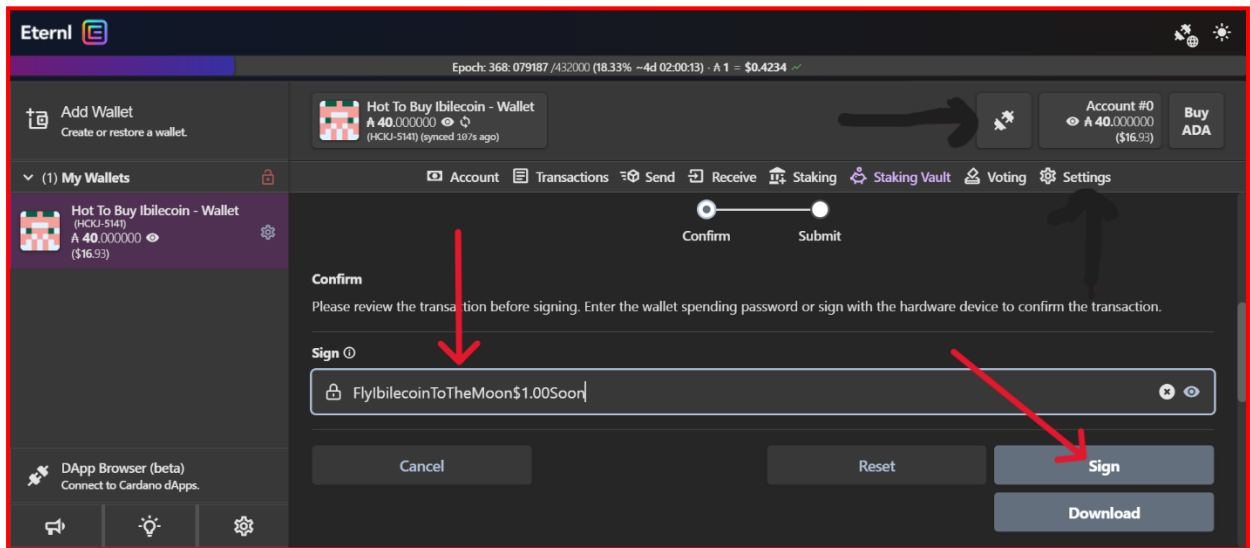 Eternl
Epoch: 368: 079187 /432000 (18.33% ~4d 02:00:13) · ₳ 1 = $0.4234
Add Wallet
Create or restore a wallet.
Hot To Buy Ibilecoin - Wallet
₳ 40.000000
(HCKJ-5141) (synced 107s ago)
Account #0
₳ 40.000000
($16.93)
Buy
ADA
(1) My Wallets
Account Transactions Send Receive Staking Staking Vault Voting Settings
Hot To Buy Ibilecoin - Wallet
(HCKJ-5141)
₳ 40.000000
($16.93)
Confirm Submit
Confirm
Please review the transaction before signing. Enter the wallet spending password or sign with the hardware device to confirm the transaction.
Sign
FlyIbilecoinToTheMoon$1.00Soon
Cancel Reset Sign
Download
DApp Browser (beta)
Connect to Cardano dApps.